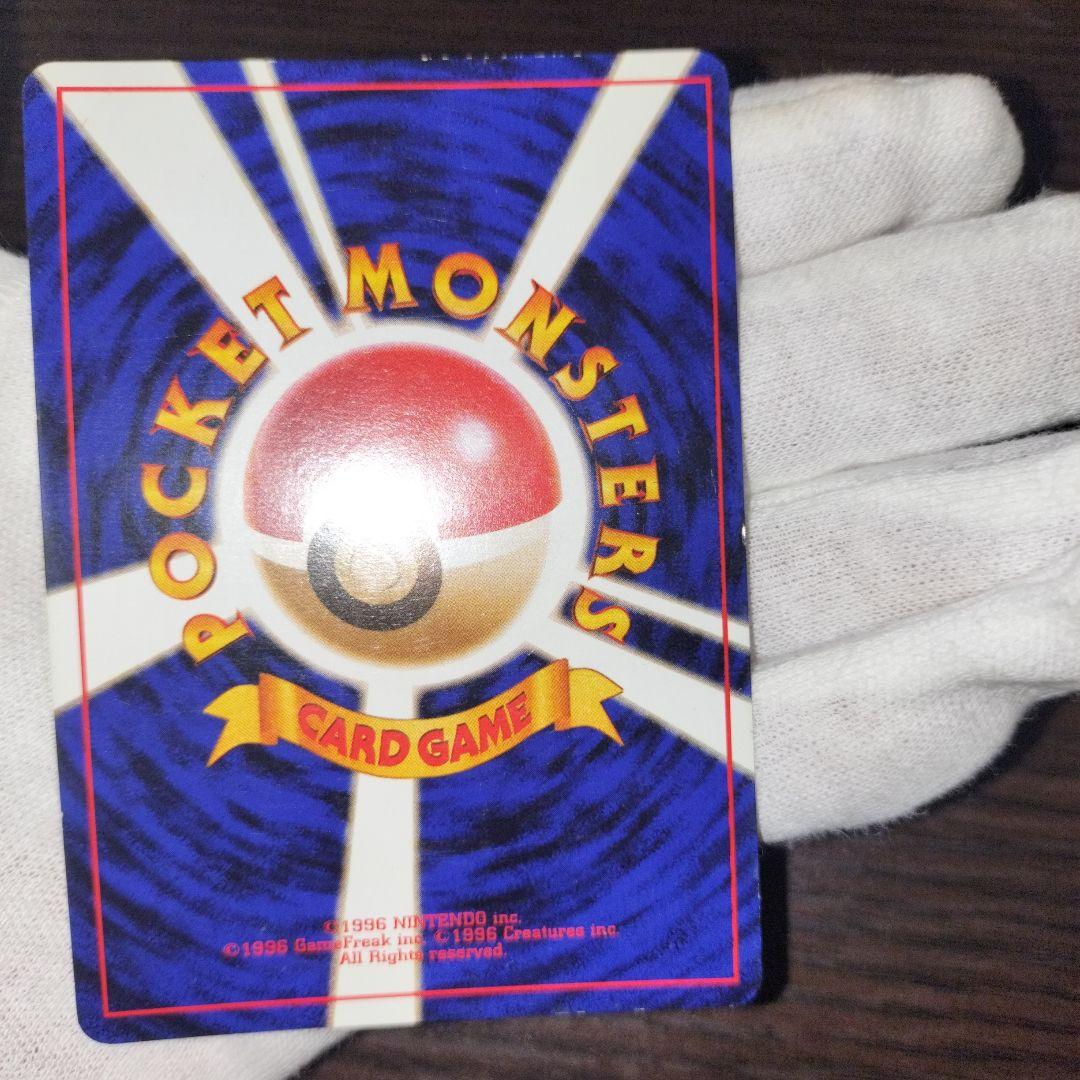 POCKET MONSTERS
CARD GAME
©1996 NINTENDO inc.
©1996 GameFreak inc. ©1996 Creatures inc.
All Rights reserved.